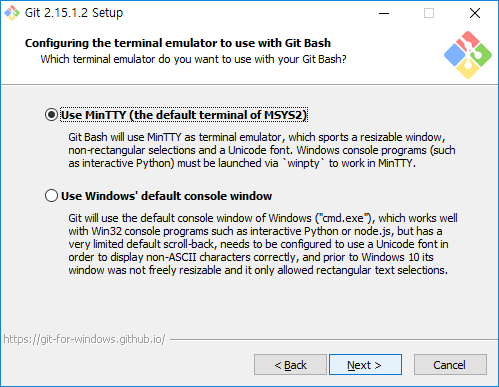 Git 2.15.1.2 Setup
Configuring the terminal emulator to use with Git Bash
Which terminal emulator do you want to use with your Git Bash?
Use MinTTY (the default terminal of MSYS2)
Git Bash will use MinTTY as terminal emulator, which sports a resizable window,
non-rectangular selections and a Unicode font. Windows console programs (such
as interactive Python) must be launched via `winpty` to work in MinTTY.
Use Windows' default console window
Git will use the default console window of Windows ("cmd.exe"), which works well
with Win32 console programs such as interactive Python or node.js, but has a
very limited default scroll-back, needs to be configured to use a Unicode font in
order to display non-ASCII characters correctly, and prior to Windows 10 its
window was not freely resizable and it only allowed rectangular text selections.
https://git-for-windows.github.io/
< Back
Next >
Cancel